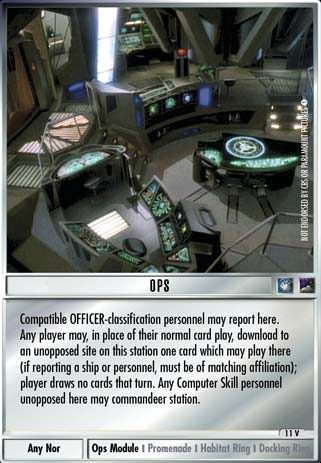 NOT ENDORSED BY CBS OR PARAMOUNT PICTURES
OPS
Compatible OFFICER-classification personnel may report here.
Any player may, in place of their normal card play, download to
an unopposed site on this station one card which may play there
(if reporting a ship or personnel, must be of matching affiliation);
player draws no cards that turn. Any Computer Skill personnel
unopposed here may commandeer station.
11 V
Any Nor
Ops Module | Promenade | Habitat Ring | Docking Ring